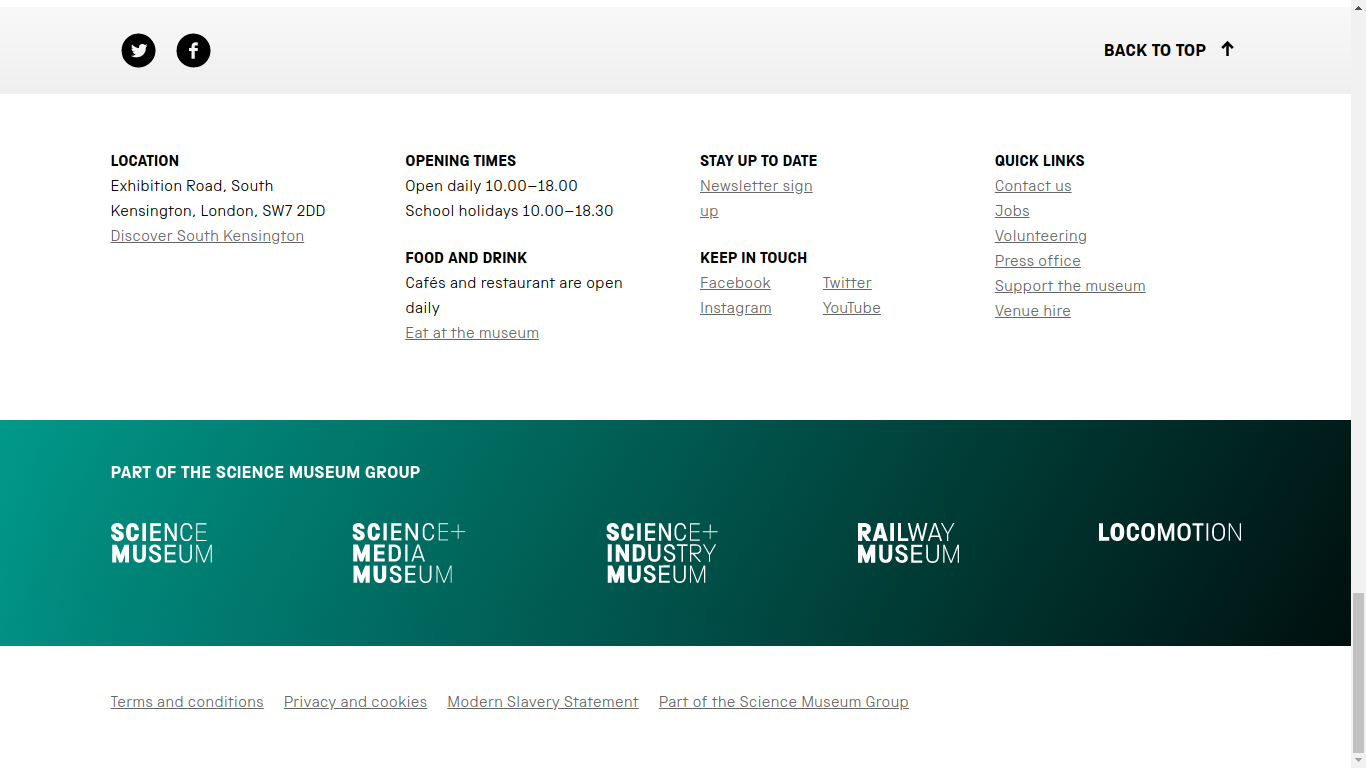 BACK TO TOP
LOCATION
Exhibition Road, South
Kensington, London, SW7 2DD
Discover South Kensington
OPENING TIMES
Open daily 10.00–18.00
School holidays 10.00–18.30
FOOD AND DRINK
Cafés and restaurant are open
daily
Eat at the museum
STAY UP TO DATE
Newsletter sign
up
KEEP IN TOUCH
Facebook
Twitter
Instagram
YouTube
QUICK LINKS
Contact us
Jobs
Volunteering
Press office
Support the museum
Venue hire
PART OF THE SCIENCE MUSEUM GROUP
SCIENCE
MUSEUM
SCIENCE+
MEDIA
MUSEUM
SCIENCE+
INDUSTRY
MUSEUM
RAILWAY
MUSEUM
LOCOMOTION
Terms and conditions
Privacy and cookies
Modern Slavery Statement
Part of the Science Museum Group